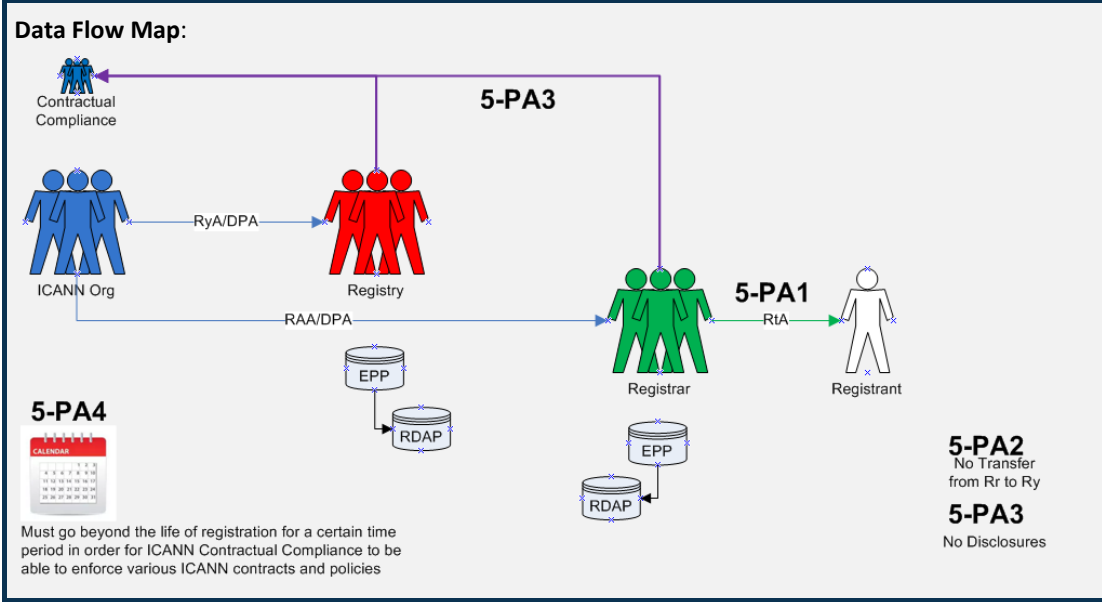 Data Flow Map:
Contractual
Compliance
5-PA3
RyA/DPA
ICANN Org
Registry
5-PA1
RAA/DPA
RtA
Registrar
Registrant
EPP
RDAP
5-PA4
CALENDAR
EPP
RDAP
5-PA2
No Transfer
from Rr to Ry
5-PA3
No Disclosures
Must go beyond the life of registration for a certain time
period in order for ICANN Contractual Compliance to be
able to enforce various ICANN contracts and policies